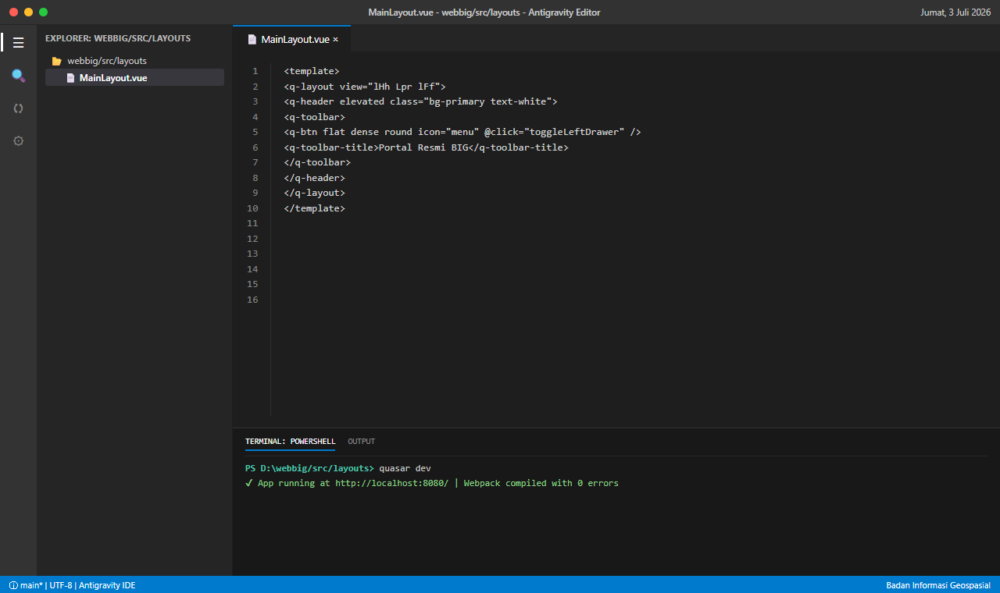 MainLayout.vue - webbig/src/layouts - Antigravity Editor
Jumat, 3 Juli 2026
EXPLORER: WEBBIG/SRC/LAYOUTS
webbig/src/layouts
MainLayout.vue
MainLayout.vue ×
1 <template>
2 <q-layout view="lHh Lpr lFf">
3 <q-header elevated class="bg-primary text-white">
4 <q-toolbar>
5 <q-btn flat dense round icon="menu" @click="toggleLeftDrawer" />
6 <q-toolbar-title>Portal Resmi BIG</q-toolbar-title>
7 </q-toolbar>
8 </q-header>
9 </q-layout>
10 </template>
11
12
13
14
15
16
TERMINAL: POWERSHELL OUTPUT
PS D:\webbig/src/layouts> quasar dev
✓ App running at http://localhost:8080/ | Webpack compiled with 0 errors
ⓘ main* | UTF-8 | Antigravity IDE
Badan Informasi Geospasial